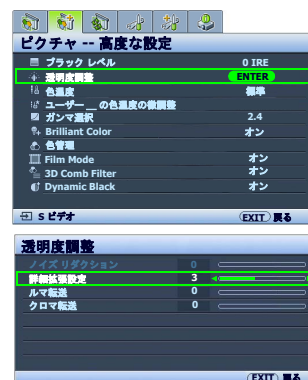 ピクチャ -- 高度な設定
ブラック レベル 0 IRE
透明度調整 ENTER
色温度 標準
ユーザー __ の色温度の微調整
ガンマ選択 2.4
Brilliant Color オン
色管理
Film Mode オン
3D Comb Filter オン
Dynamic Black オン
S ビデオ EXIT 戻る
透明度調整
ノイズ リダクション 0
詳細拡張設定 3
ルマ転送 0
クロマ転送 0
EXIT 戻る